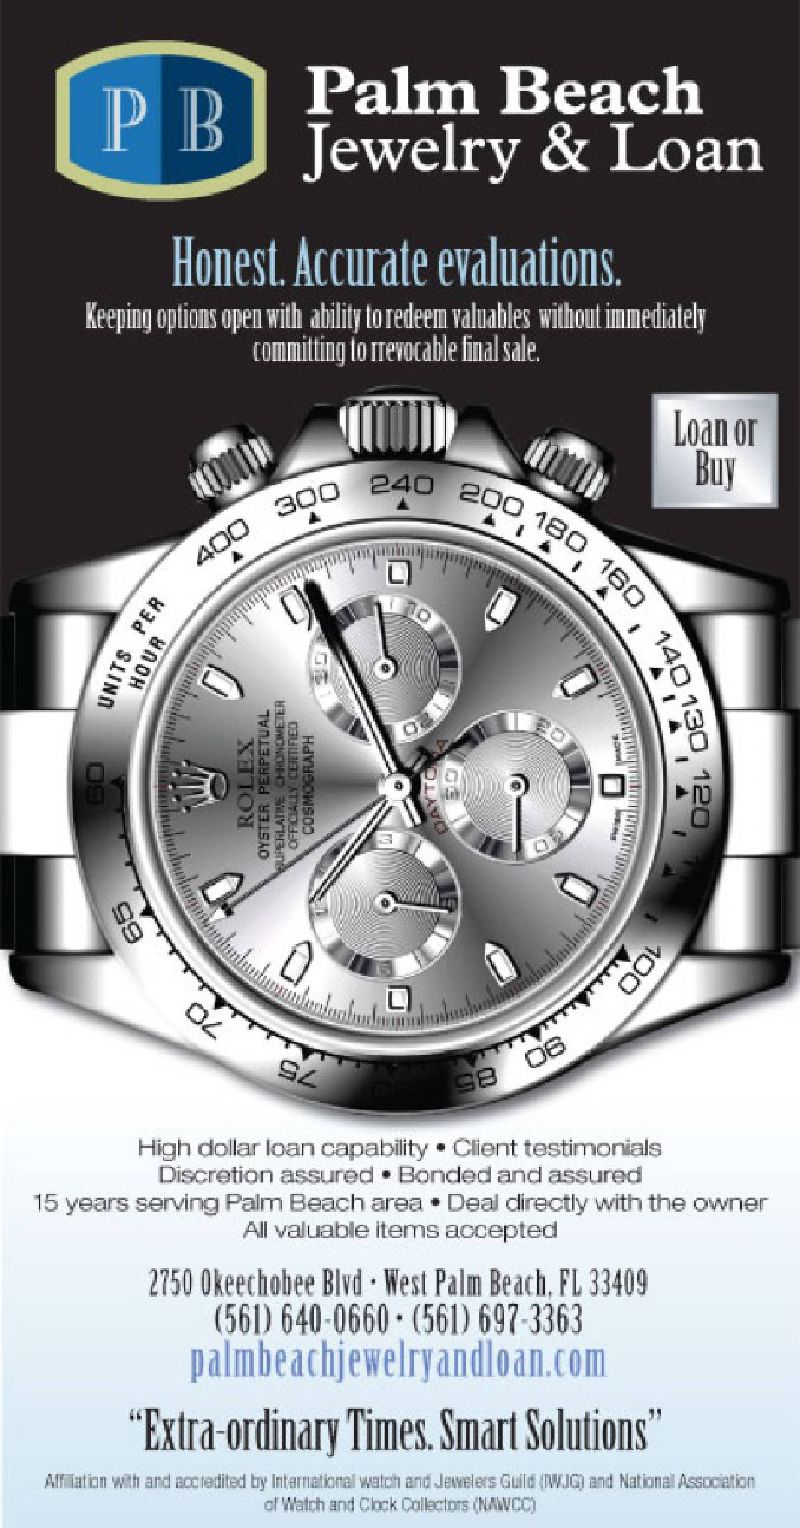 P B
Palm Beach
Jewelry & Loan
Honest. Accurate evaluations.
Keeping options open with ability to redeem valuables without immediately
committing to rrevocable final sale.
Loan or
Buy
UNITS PER
HOUR
400
300
240
200
180
160
140
130
120
100
90
85
75
70
65
60
ROLEX
OYSTER PERPETUAL
SUPERLATIVE CHRONOMETER
OFFICIALLY CERTIFIED
COSMOGRAPH
DAYTONA
20
60
High dollar loan capability • Client testimonials
Discretion assured • Bonded and assured
15 years serving Palm Beach area • Deal directly with the owner
All valuable items accepted
2750 Okeechobee Blvd • West Palm Beach, FL 33409
(561) 640-0660 • (561) 697-3363
palmbeachjewelryandloan.com
“Extra-ordinary Times. Smart Solutions”
Affiliation with and accredited by International watch and Jewelers Guild (IWJG) and National Association
of Watch and Clock Collectors (NAWCC)